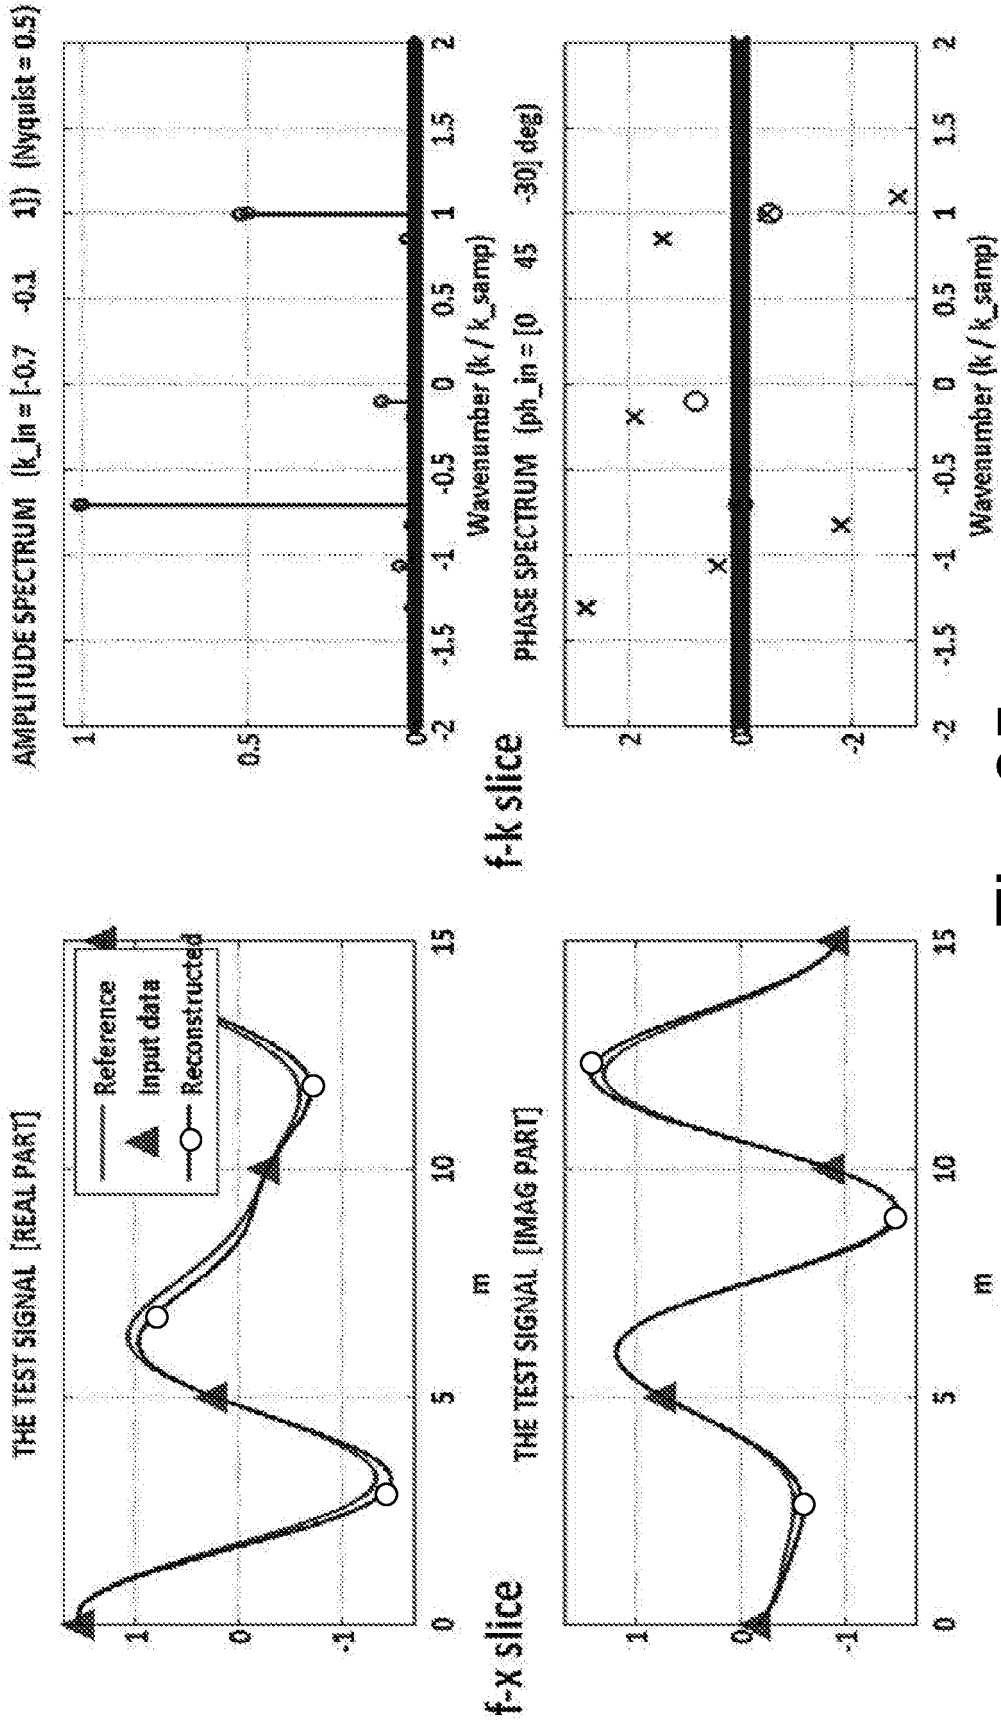 THE TEST SIGNAL [REAL PART]
Reference
Input data
Reconstructed
1
0
-1
0
5
10
15
m
f-x slice
THE TEST SIGNAL [IMAG PART]
1
0
-1
0
5
10
15
m
AMPLITUDE SPECTRUM (k_in = [-0.7 -0.1 1]) (Nyquist = 0.5)
1
0.5
0
-2
-1.5
-1
-0.5
0
0.5
1
1.5
2
Wavenumber (k / k_samp)
f-k slice
PHASE SPECTRUM (ph_in = [0 45 -30] deg)
2
0
-2
-2
-1.5
-1
-0.5
0
0.5
1
1.5
2
Wavenumber (k / k_samp)